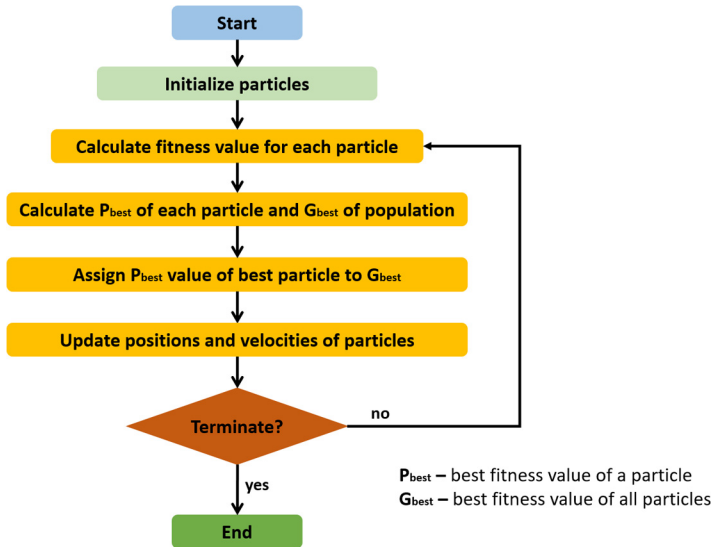 Start
Initialize particles
Calculate fitness value for each particle
Calculate Pbest of each particle and Gbest of population
Assign Pbest value of best particle to Gbest
Update positions and velocities of particles
Terminate?
no
yes
End
Pbest – best fitness value of a particle
Gbest – best fitness value of all particles